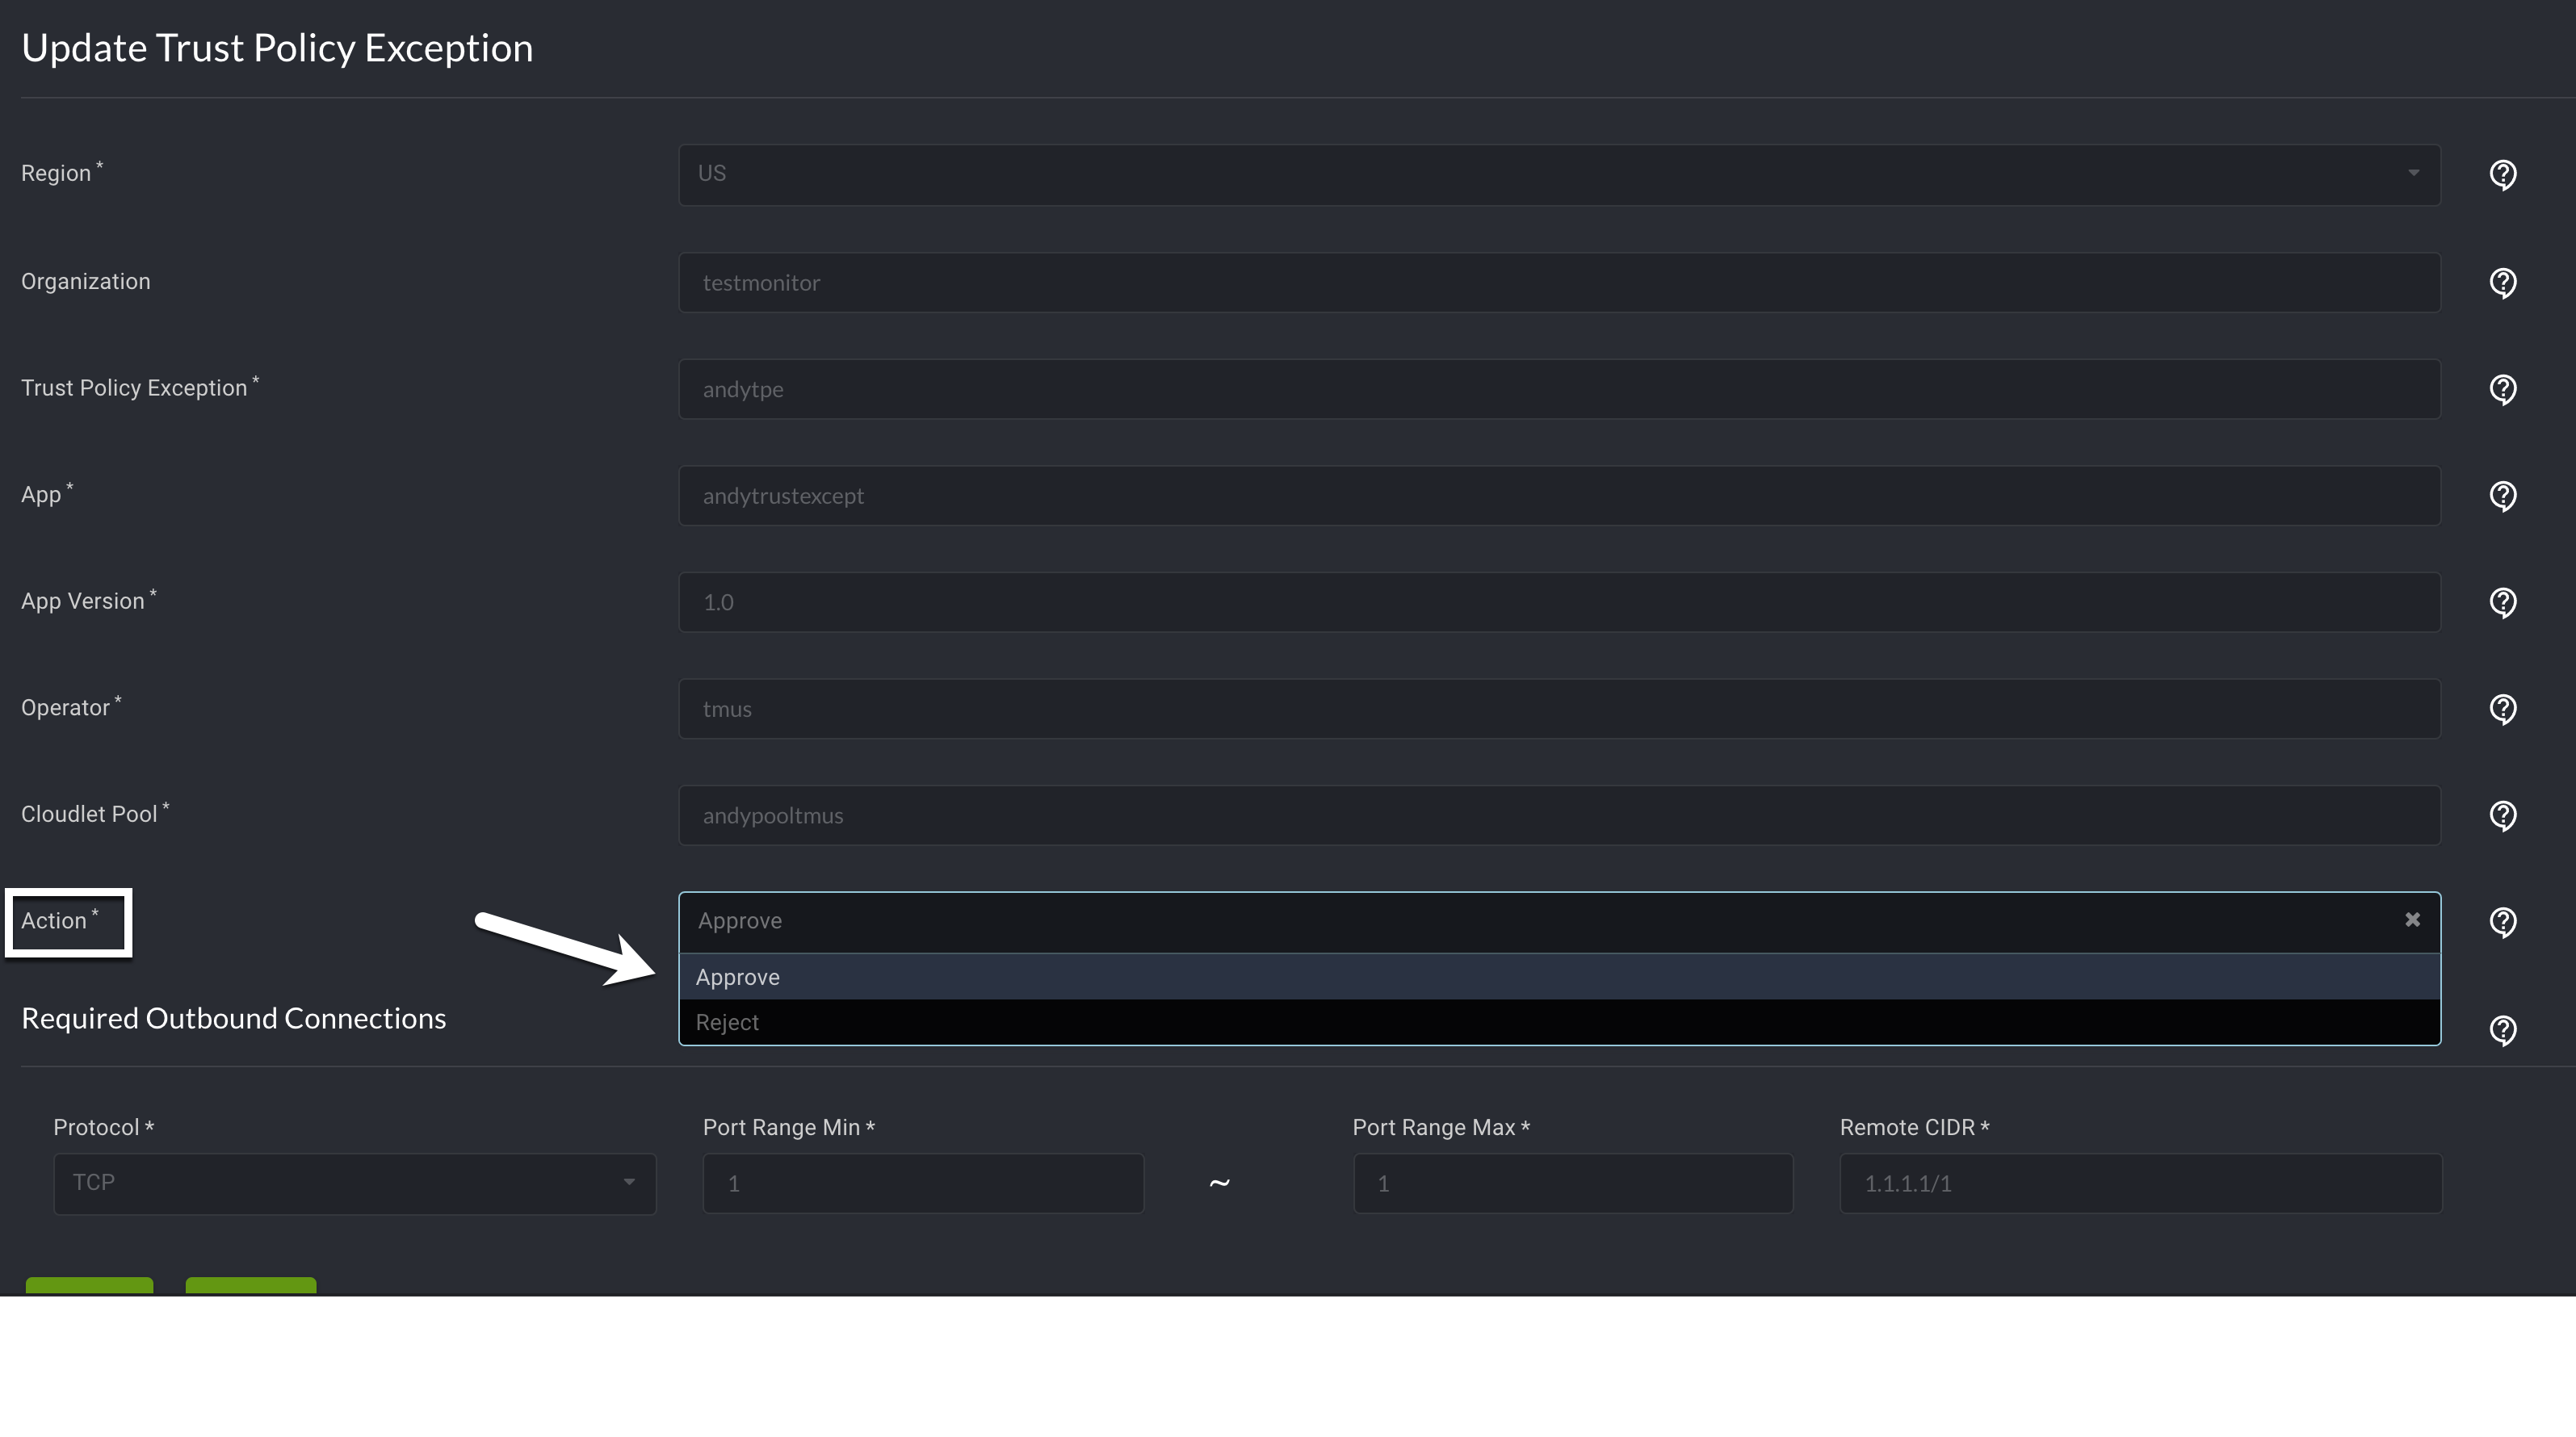 Update Trust Policy Exception
Region *
US
Organization
testmonitor
Trust Policy Exception *
andytpe
App *
andytrustexcept
App Version *
1.0
Operator *
tmus
Cloudlet Pool *
andypooltmus
Action *
Approve
Approve
Reject
Required Outbound Connections
Protocol * Port Range Min * Port Range Max * Remote CIDR *
TCP 1 ~ 1 1.1.1.1/1